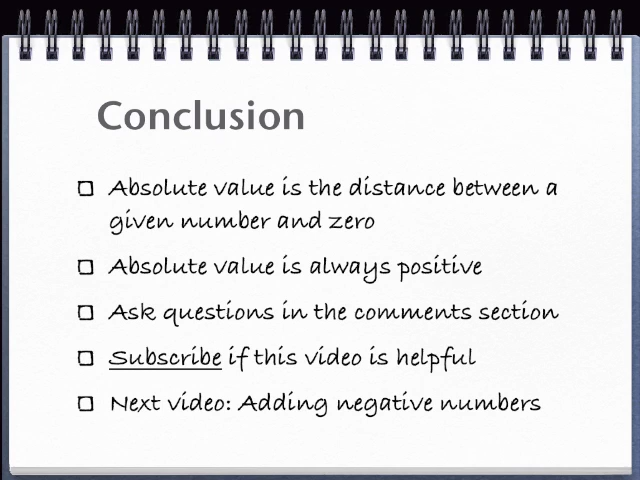 Conclusion
Absolute value is the distance between a
given number and zero
Absolute value is always positive
Ask questions in the comments section
Subscribe if this video is helpful
Next video: Adding negative numbers